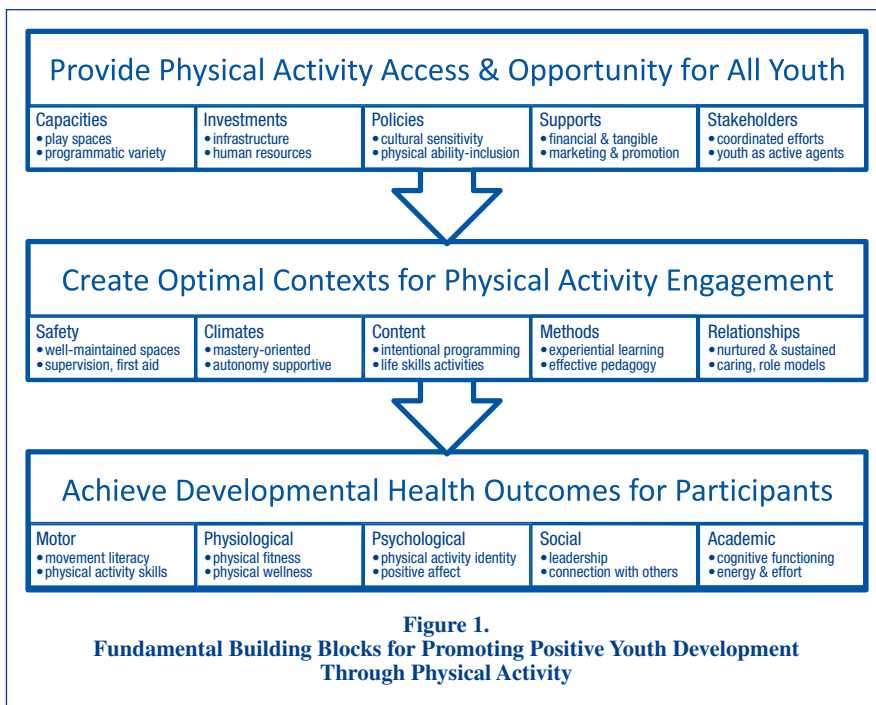 Provide Physical Activity Access & Opportunity for All Youth
Capacities
• play spaces
• programmatic variety
Investments
• infrastructure
• human resources
Policies
• cultural sensitivity
• physical ability-inclusion
Supports
• financial & tangible
• marketing & promotion
Stakeholders
• coordinated efforts
• youth as active agents
Create Optimal Contexts for Physical Activity Engagement
Safety
• well-maintained spaces
• supervision, first aid
Climates
• mastery-oriented
• autonomy supportive
Content
• intentional programming
• life skills activities
Methods
• experiential learning
• effective pedagogy
Relationships
• nurtured & sustained
• caring, role models
Achieve Developmental Health Outcomes for Participants
Motor
• movement literacy
• physical activity skills
Physiological
• physical fitness
• physical wellness
Psychological
• physical activity identity
• positive affect
Social
• leadership
• connection with others
Academic
• cognitive functioning
• energy & effort
Figure 1.
Fundamental Building Blocks for Promoting Positive Youth Development
Through Physical Activity